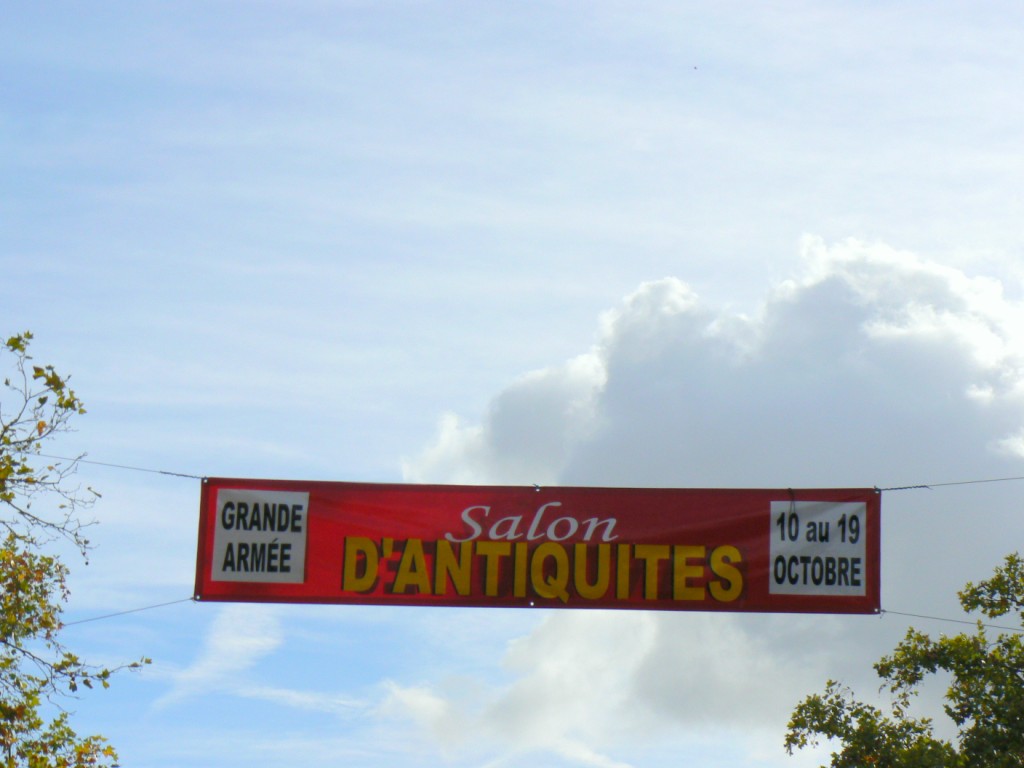 GRANDE
ARMÉE
Salon
D'ANTIQUITES
10 au 19
OCTOBRE